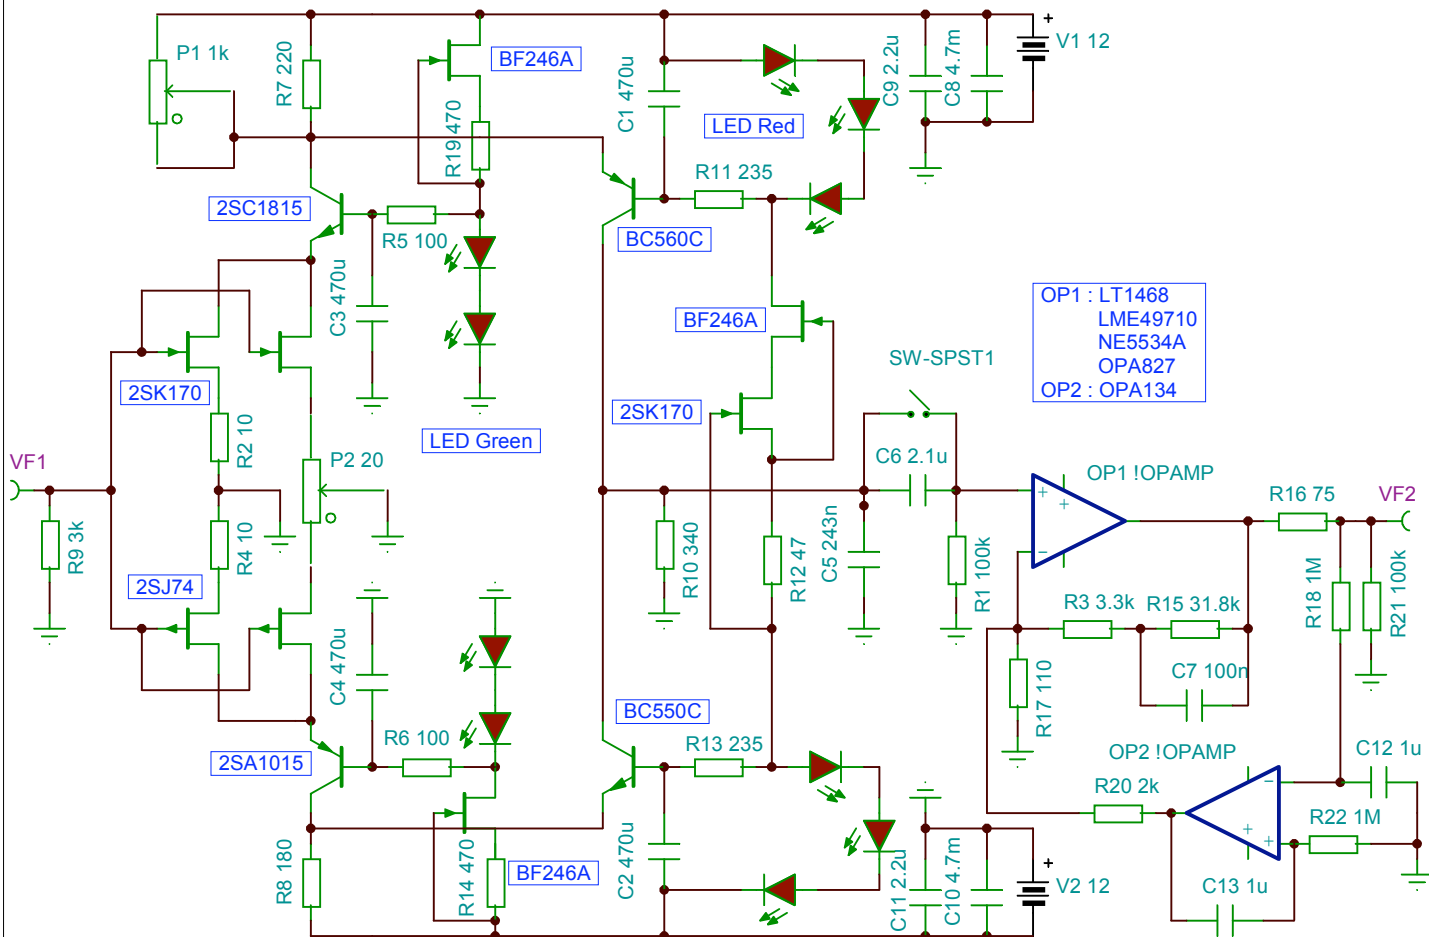 P1 1k
R7 220
BF246A
R19 470
C1 470u
LED Red
C9 2.2u
C8 4.7m
+
V1 12
2SC1815
R5 100
R11 235
BC560C
C3 470u
BF246A
OP1 : LT1468
LME49710
NE5534A
OPA827
OP2 : OPA134
SW-SPST1
2SK170
2SK170
LED Green
R2 10
VF1
P2 20
C6 2.1u
OP1 !OPAMP
R16 75
VF2
R9 3k
R4 10
R10 340
R12 47
C5 243n
R1 100k
+
+
−
R3 3.3k
R15 31.8k
R18 1M
R21 100k
2SJ74
C4 470u
R17 110
C7 100n
BC550C
R6 100
R13 235
2SA1015
OP2 !OPAMP
C12 1u
R20 2k
−
+
+
R22 1M
R8 180
R14 470
BF246A
C2 470u
C11 2.2u
C10 4.7m
+
V2 12
C13 1u